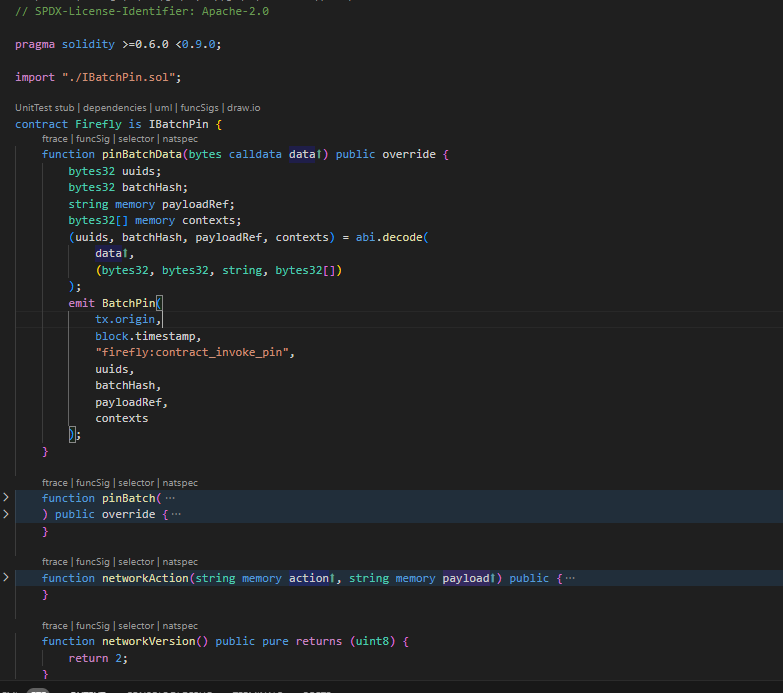 // SPDX-License-Identifier: Apache-2.0
pragma solidity >=0.6.0 <0.9.0;
import "./IBatchPin.sol";
UnitTest stub | dependencies | uml | funcSigs | draw.io
contract Firefly is IBatchPin {
ftrace | funcSig | selector | natspec
function pinBatchData(bytes calldata data↑) public override {
bytes32 uuids;
bytes32 batchHash;
string memory payloadRef;
bytes32[] memory contexts;
(uuids, batchHash, payloadRef, contexts) = abi.decode(
data↑,
(bytes32, bytes32, string, bytes32[])
);
emit BatchPin(
tx.origin,
block.timestamp,
"firefly:contract_invoke_pin",
uuids,
batchHash,
payloadRef,
contexts
);
}
ftrace | funcSig | selector | natspec
function pinBatch( ···
) public override { ···
}
ftrace | funcSig | selector | natspec
function networkAction(string memory action↑, string memory payload↑) public { ···
}
ftrace | funcSig | selector | natspec
function networkVersion() public pure returns (uint8) {
return 2;
}